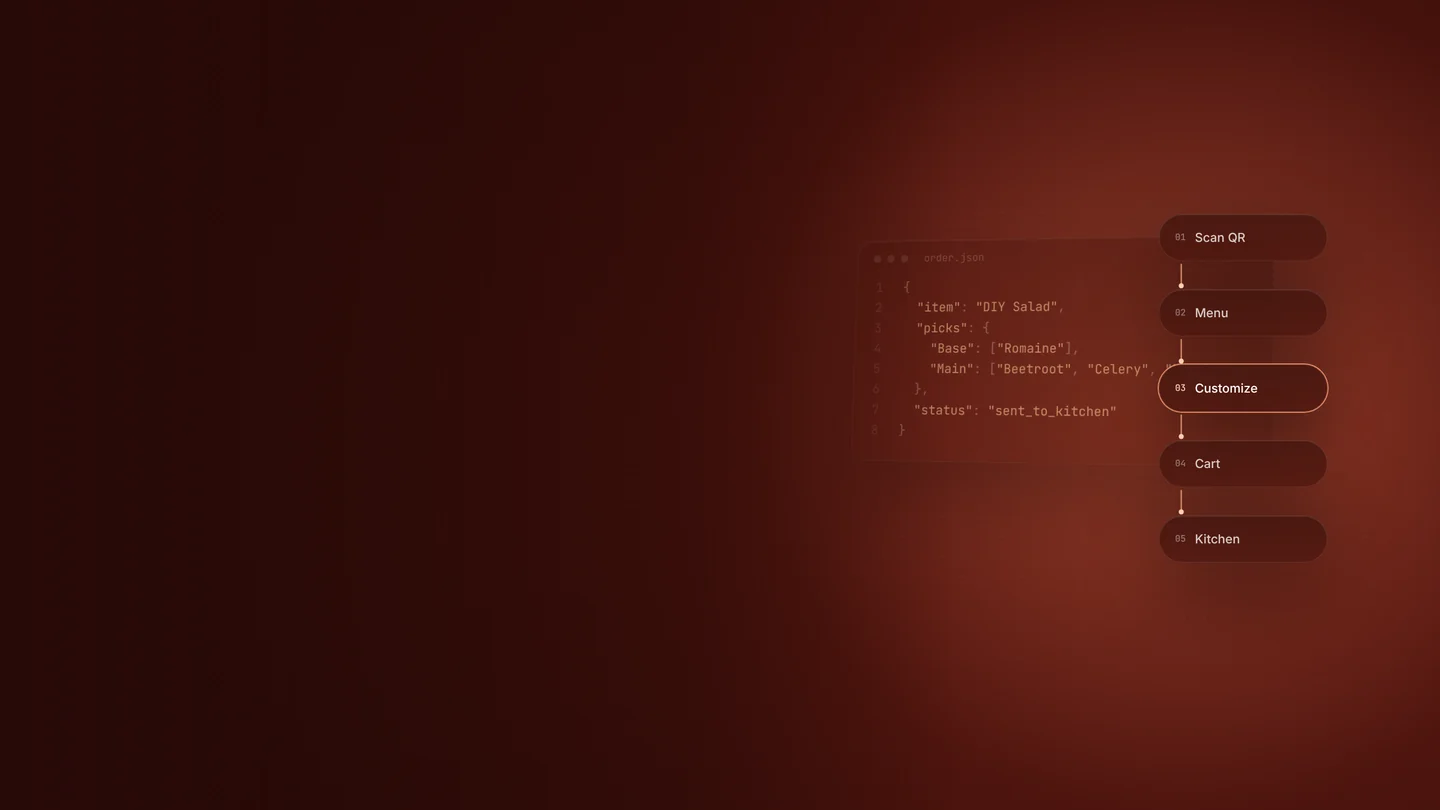 order.json
1 {
2 "item": "DIY Salad",
3 "picks": {
4 "Base": ["Romaine"],
5 "Main": ["Beetroot", "Celery", "
6 },
7 "status": "sent_to_kitchen"
8 }
01 Scan QR
02 Menu
03 Customize
04 Cart
05 Kitchen